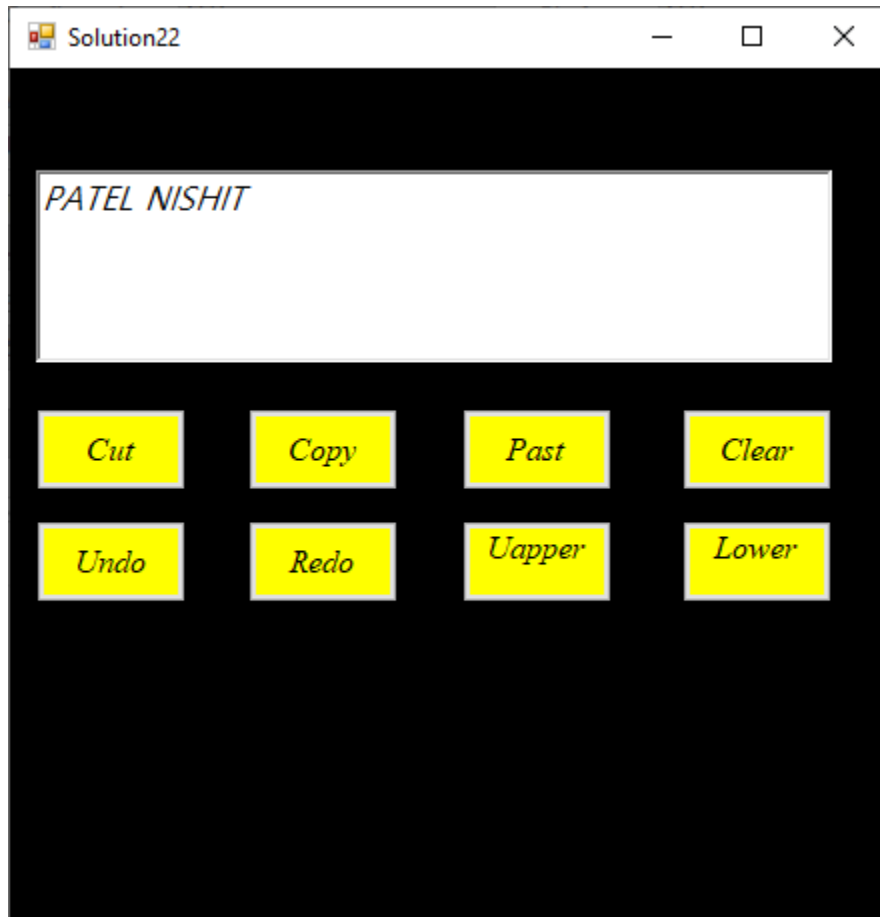 Solution22
PATEL NISHIT
Cut Copy Past Clear
Undo Redo Uapper Lower